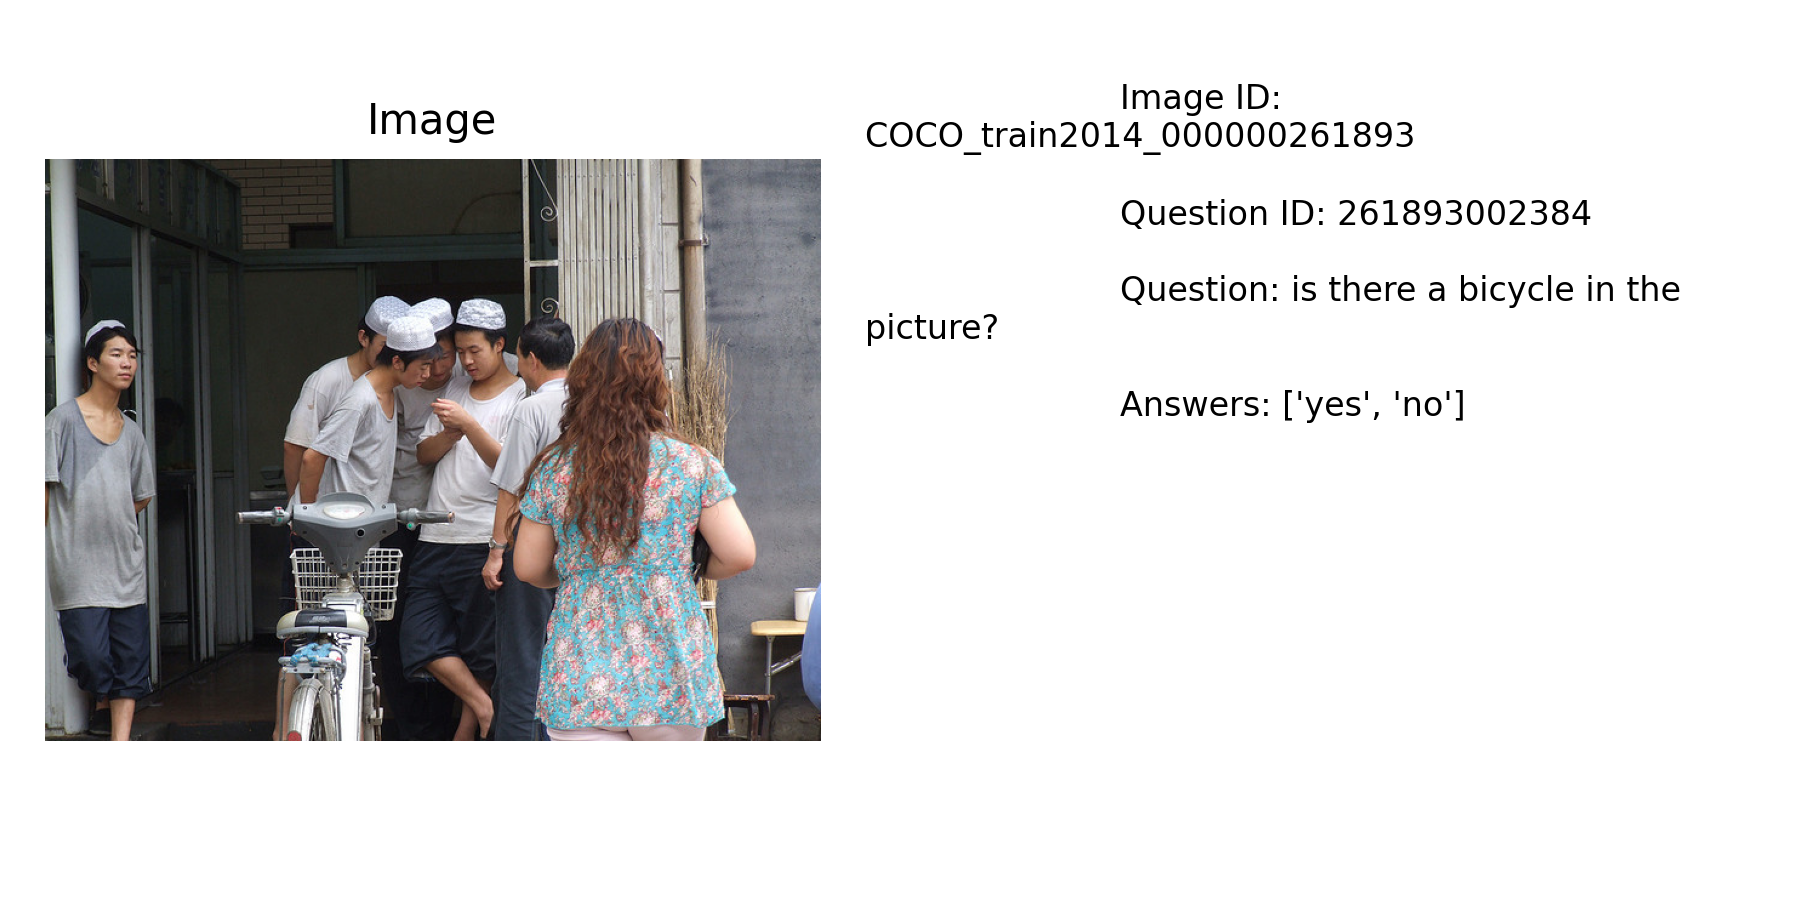 Image
Image ID:
COCO_train2014_000000261893
Question ID: 261893002384
Question: is there a bicycle in the
picture?
Answers: ['yes', 'no']